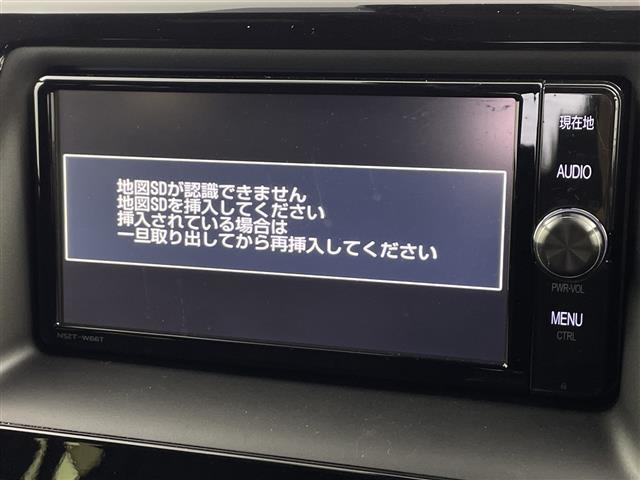 地図SDが認識できません
地図SDを挿入してください
挿入されている場合は
一旦取り出してから再挿入してください
現在地
AUDIO
PWR-VOL
MENU
CTRL
NSZT-W66T